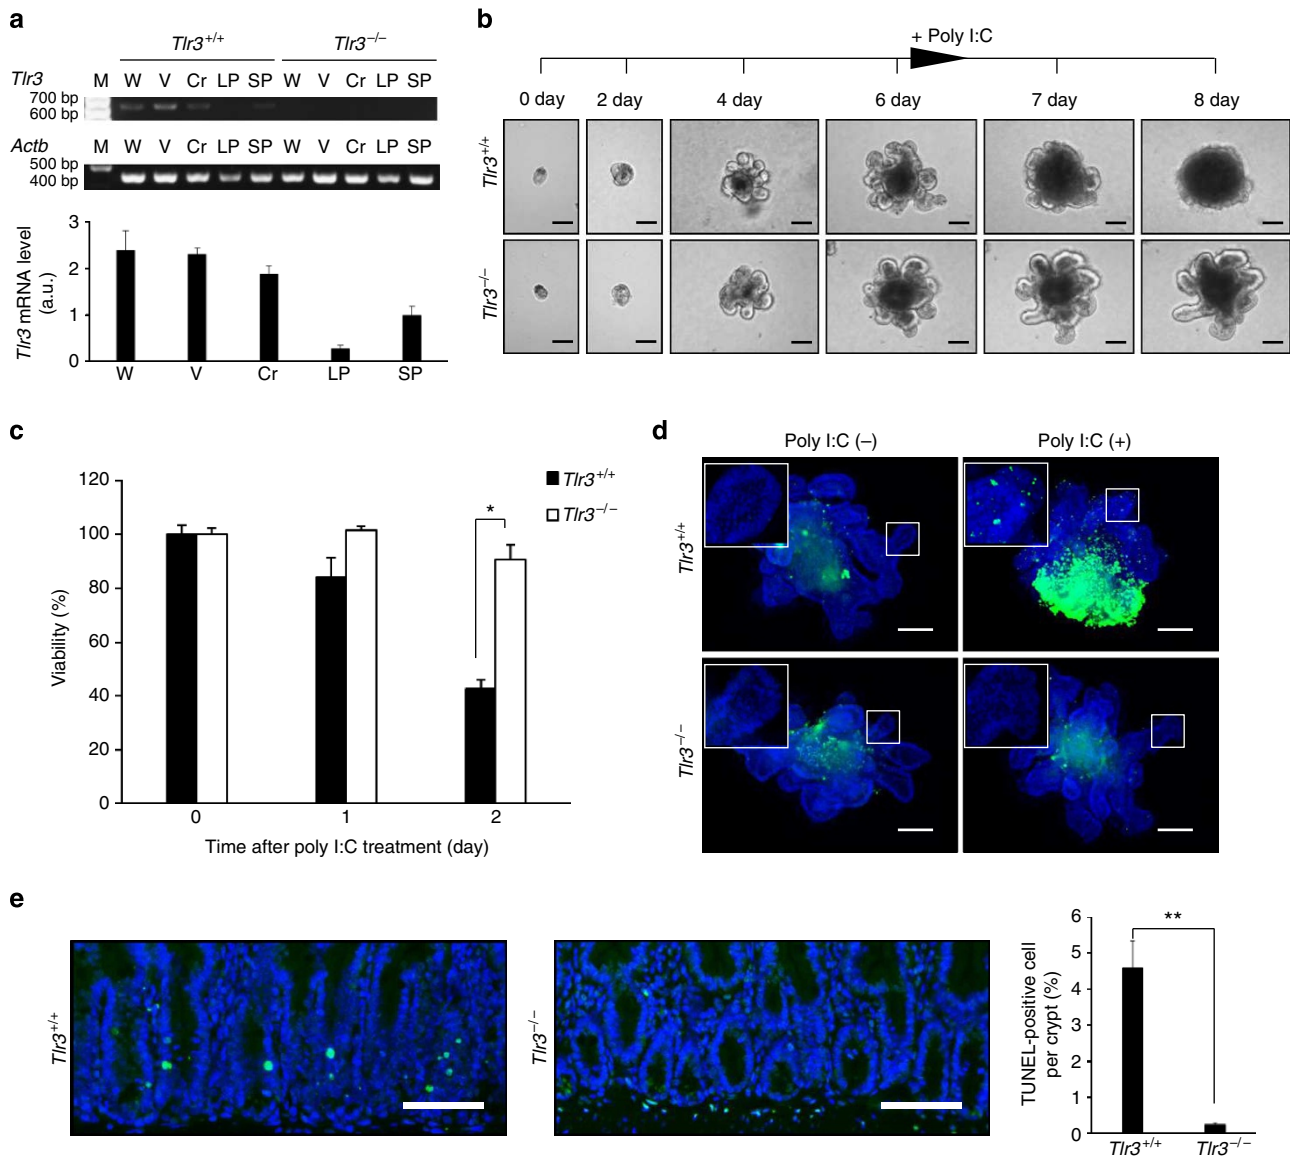 a
Tlr3+/+ Tlr3−/−
Tlr3 M W V Cr LP SP W V Cr LP SP
700 bp
600 bp
Actb M W V Cr LP SP W V Cr LP SP
500 bp
400 bp
3
2
1
0
Tlr3 mRNA level
(a.u.)
W V Cr LP SP
b
+ Poly I:C
0 day 2 day 4 day 6 day 7 day 8 day
Tlr3+/+
Tlr3−/−
c
120
100
80
60
40
20
0
Viability (%)
Tlr3+/+
Tlr3−/−
*
0 1 2
Time after poly I:C treatment (day)
d
Poly I:C (–) Poly I:C (+)
Tlr3+/+
Tlr3−/−
e
Tlr3+/+
Tlr3−/−
6
5
4
3
2
1
0
TUNEL-positive cell
per crypt (%)
**
Tlr3+/+ Tlr3−/−